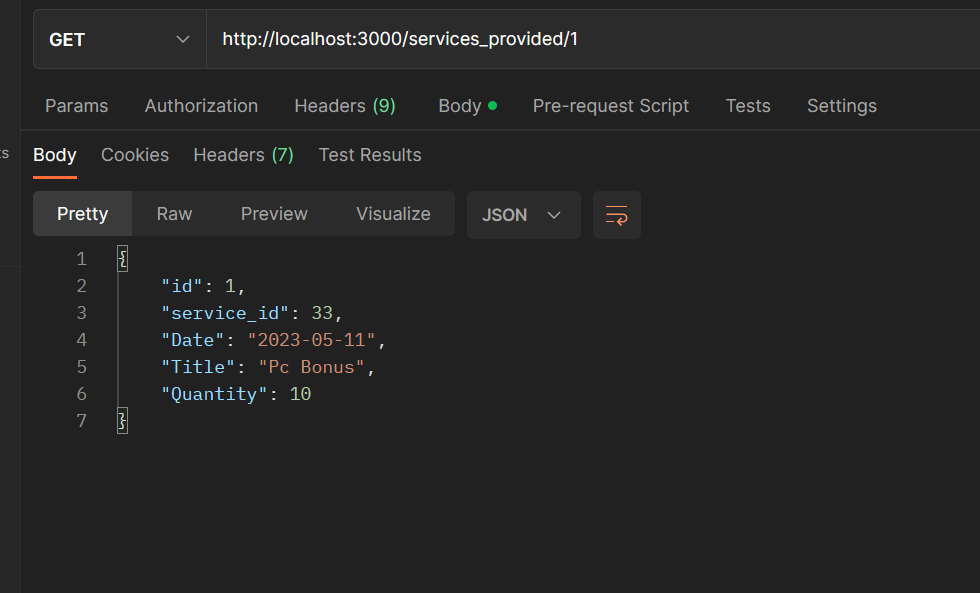 GET http://localhost:3000/services_provided/1
Params Authorization Headers (9) Body Pre-request Script Tests Settings
Body Cookies Headers (7) Test Results
Pretty Raw Preview Visualize JSON
1 {
2 "id": 1,
3 "service_id": 33,
4 "Date": "2023-05-11",
5 "Title": "Pc Bonus",
6 "Quantity": 10
7 }